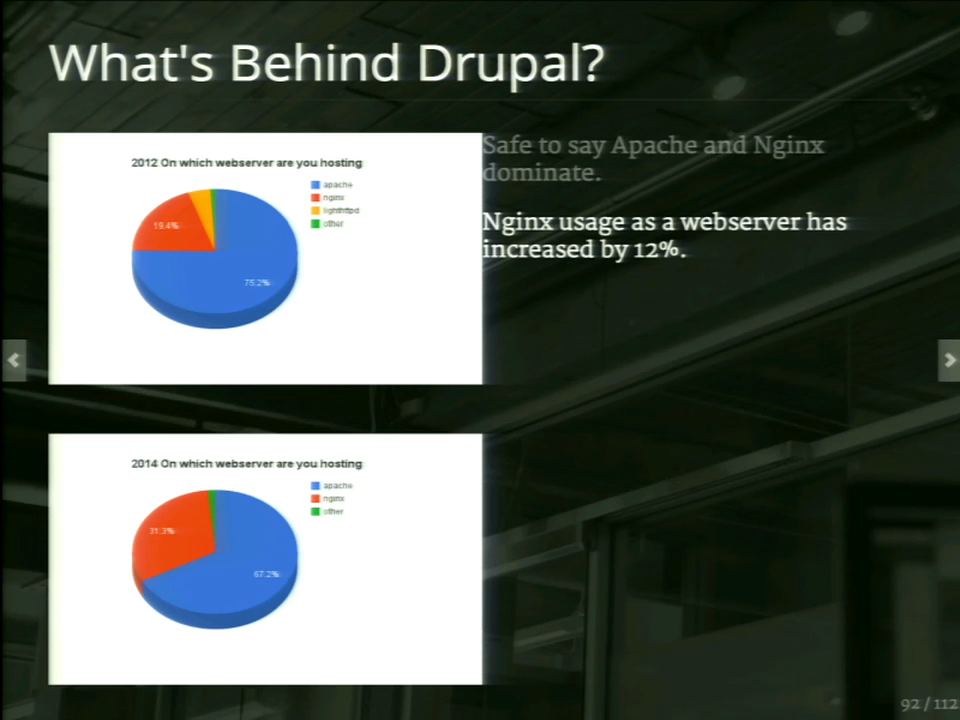 What's Behind Drupal?
2012 On which webserver are you hosting
apache
nginx
lighthttpd
other
19.4%
75.2%
Safe to say Apache and Nginx
dominate.
Nginx usage as a webserver has
increased by 12%.
2014 On which webserver are you hosting
apache
nginx
other
31.3%
67.2%
92 / 112